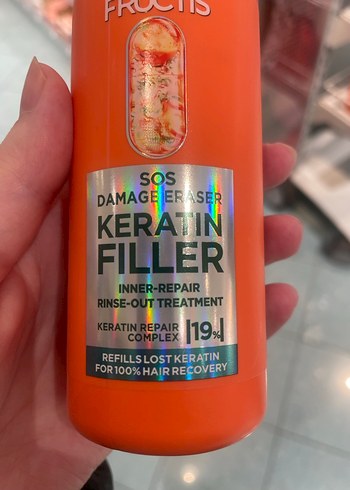 FRUCTIS
SOS
DAMAGE ERASER
KERATIN
FILLER
INNER-REPAIR
RINSE-OUT TREATMENT
KERATIN REPAIR
COMPLEX |19%|
REFILLS LOST KERATIN
FOR 100% HAIR RECOVERY